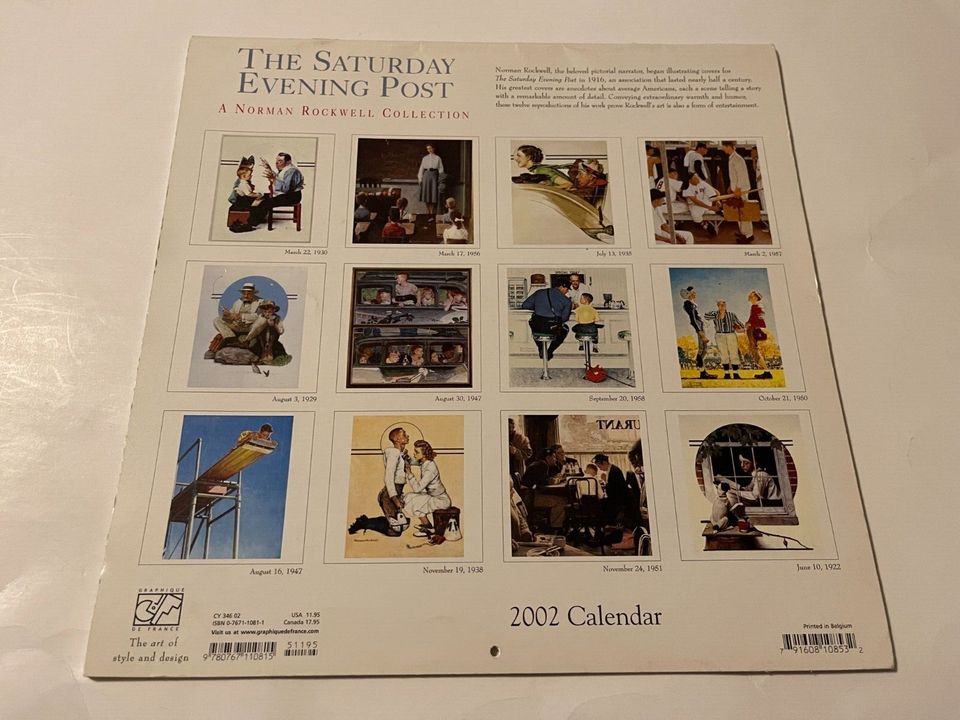 THE SATURDAY
EVENING POST
A NORMAN ROCKWELL COLLECTION
Norman Rockwell, the beloved pictorial narrator, began illustrating covers for
The Saturday Evening Post in 1916, an association that lasted nearly half a century.
His greatest covers are anecdotes about average Americans, each a scene telling a story
with a remarkable amount of detail. Conveying extraordinary warmth and humor,
these twelve reproductions of his work prove Rockwell's art is also a form of entertainment.
March 22, 1930
March 17, 1956
July 13, 1935
March 2, 1957
SPECIAL TODAY
August 3, 1929
August 30, 1947
September 20, 1958
October 21, 1950
URANT
August 16, 1947
November 19, 1938
November 24, 1951
June 10, 1922
GRAPHIQUE
DE FRANCE
The art of
style and design
CY 346 02 USA 11.95
ISBN 0-7671-1081-1 Canada 17.95
Visit us at www.graphiquedefrance.com
51195
9 780767 110815
2002 Calendar
Printed in Belgium
7 91608 10853 2